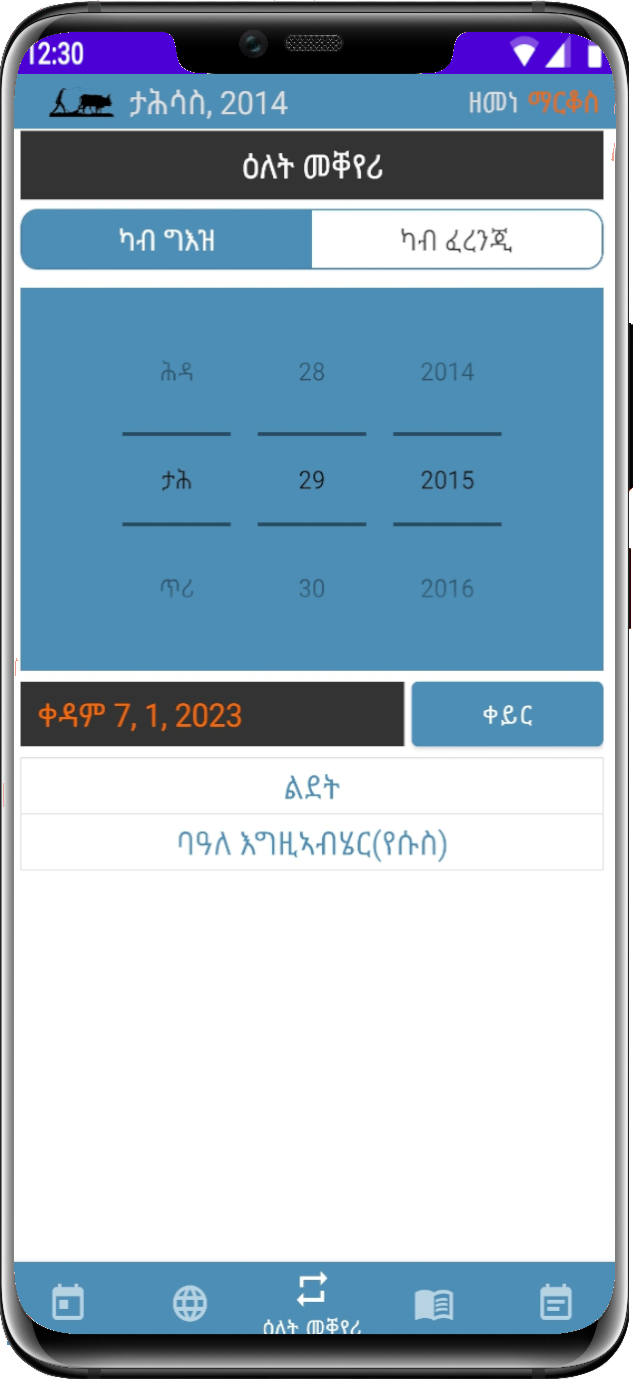 12:30
ታሕሳስ, 2014 ዘመነ ማርቆስ
ዕለት መቐየሪ
ካብ ግእዝ ካብ ፈረንጂ
ሕዳ 28 2014
ታሕ 29 2015
ጥሪ 30 2016
ቀዳም 7, 1, 2023 ቀይር
ልደት
ባዓለ እግዚኣብሄር(የሱስ)
ዕለት መቐየሪ